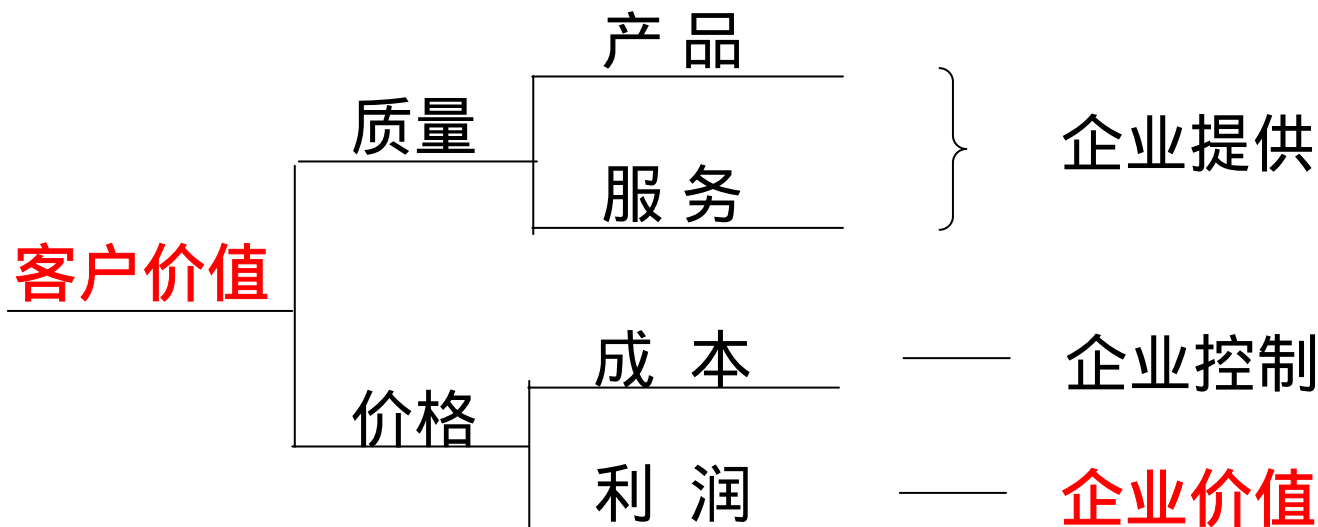 产 品
质量
企业提供
服 务
客户价值
成 本
企业控制
价格
利 润
企业价值